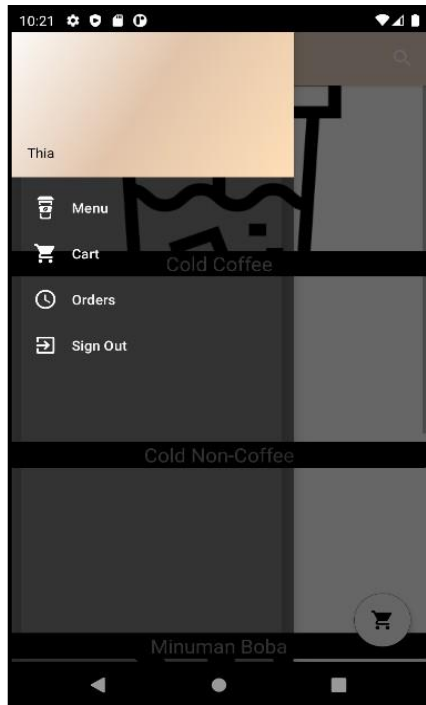 10:21
Thia
Menu
Cart
Cold Coffee
Orders
Sign Out
Cold Non-Coffee
Minuman Boba